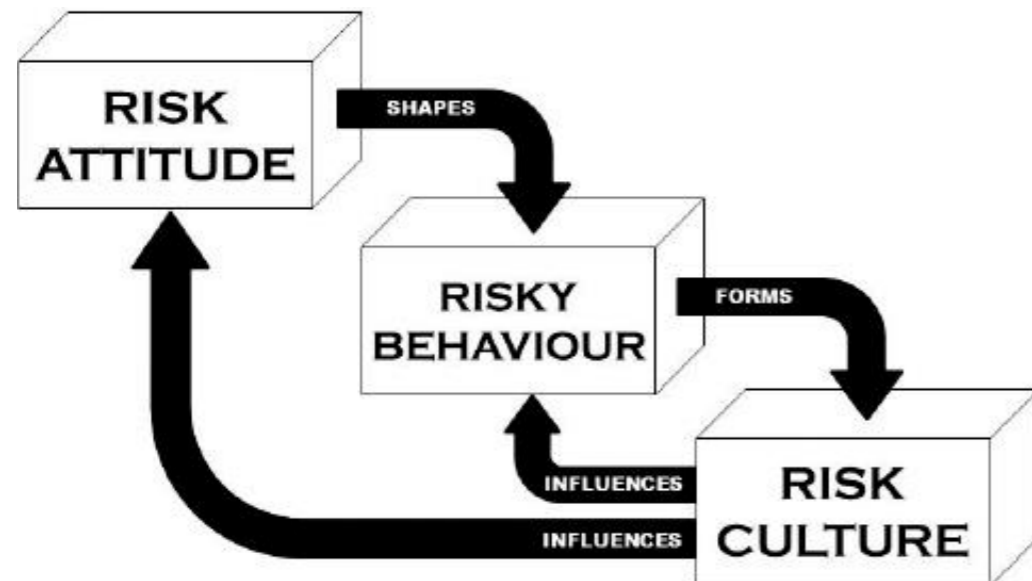 RISK
ATTITUDE
SHAPES
RISKY
BEHAVIOUR
FORMS
INFLUENCES
RISK
CULTURE
INFLUENCES